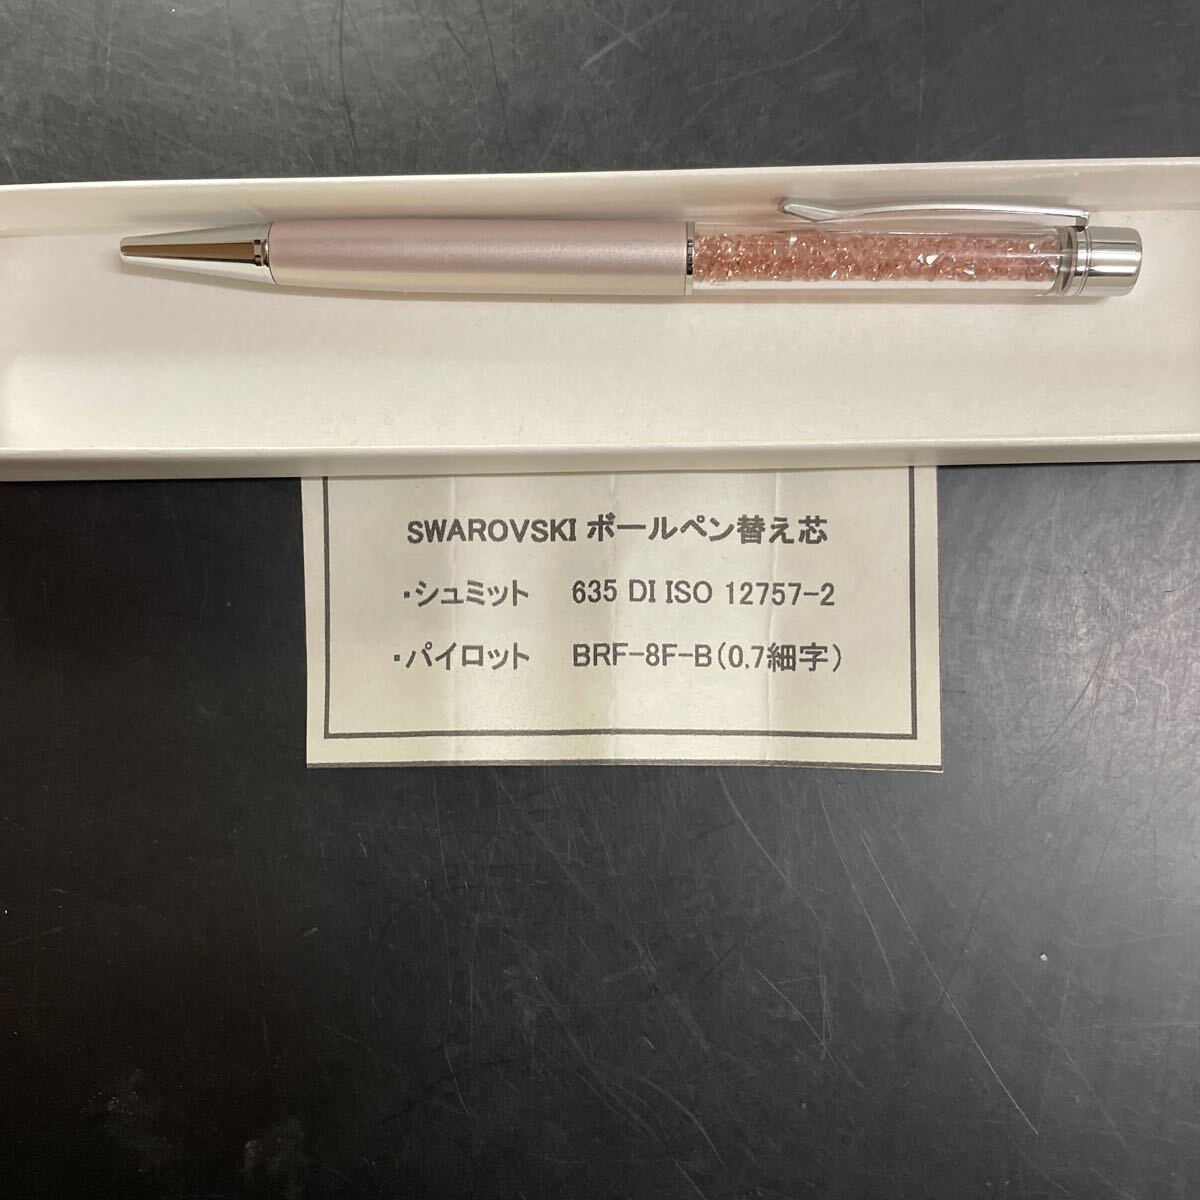 SWAROVSKI ボールペン替え芯
・シュミット 635 DI ISO 12757-2
・パイロット BRF-8F-B(0.7細字)